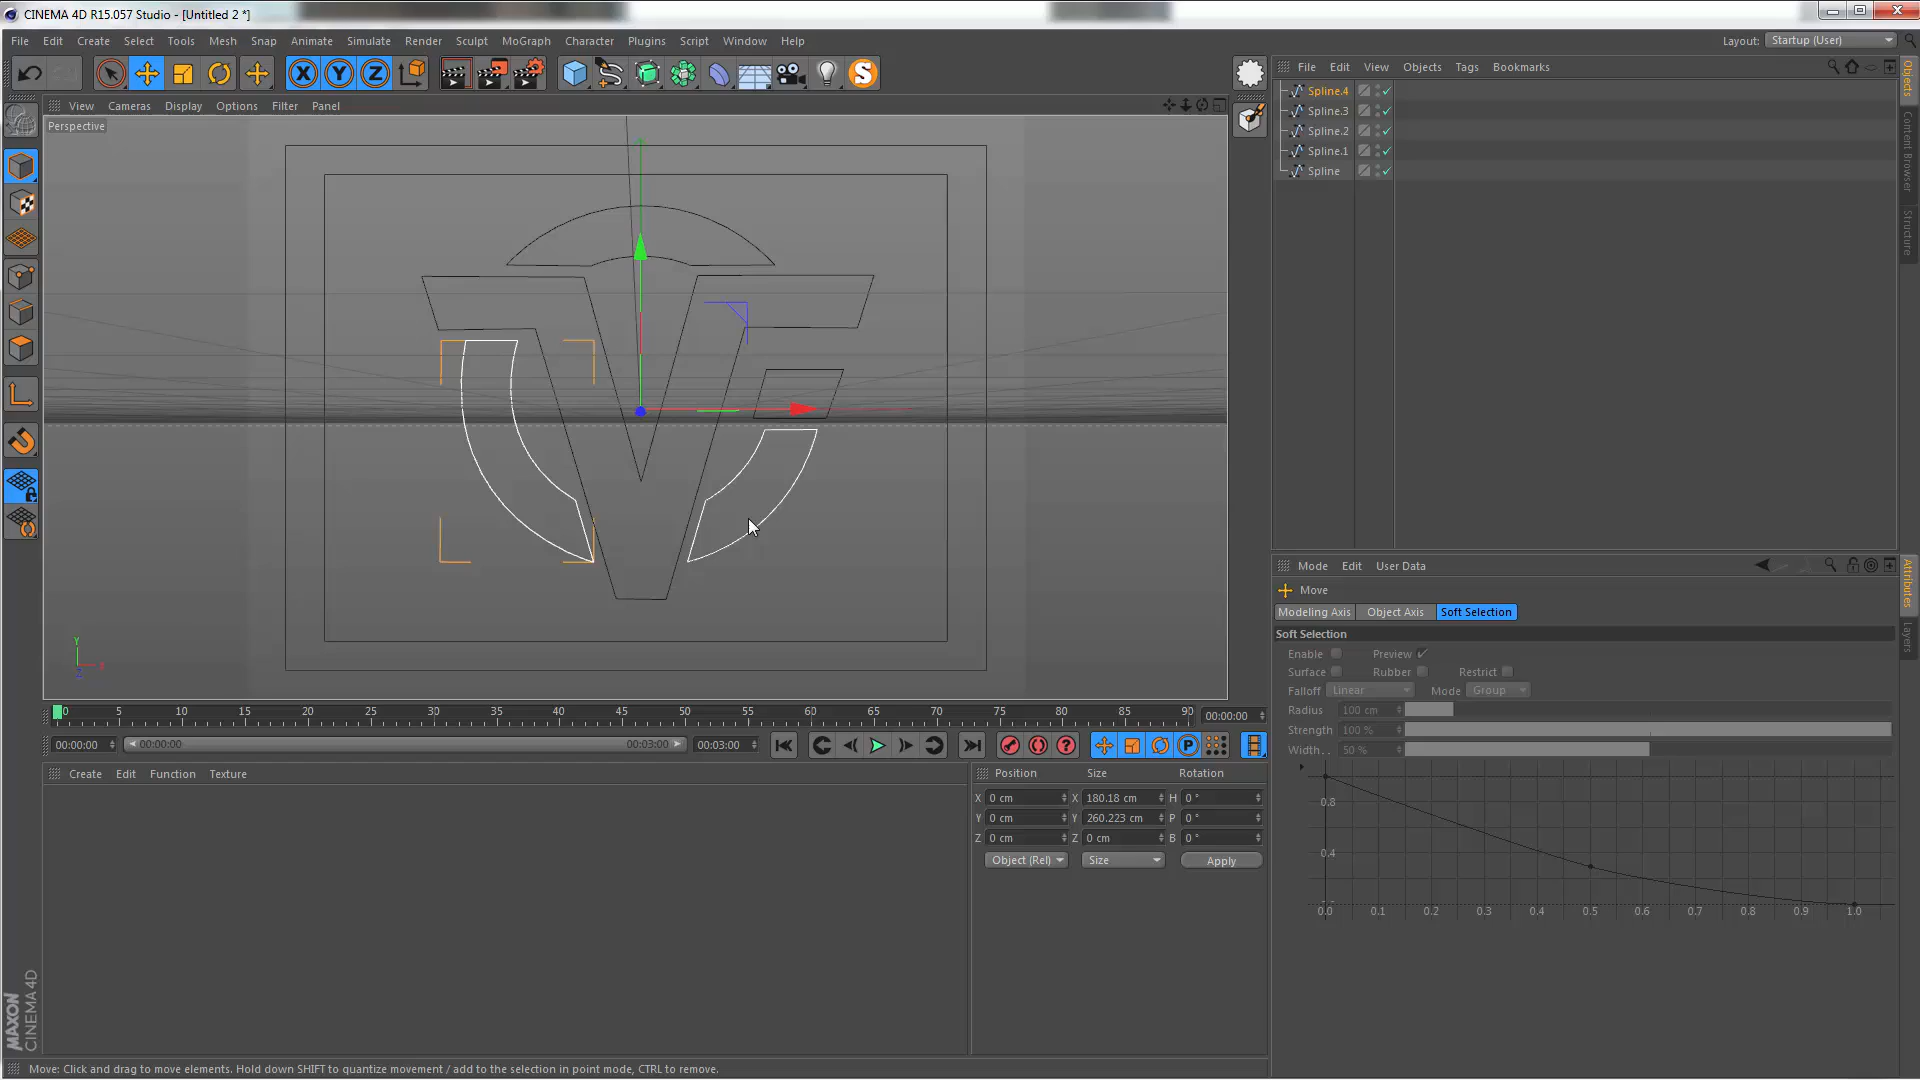 CINEMA 4D R15.057 Studio - [Untitled 2 *]
File Edit Create Select Tools Mesh Snap Animate Simulate Render Sculpt MoGraph Character Plugins Script Window Help
Layout: Startup (User)
X Y Z S
View Cameras Display Options Filter Panel
Perspective
File Edit View Objects Tags Bookmarks
Spline.4
Spline.3
Spline.2
Spline.1
Spline
Objects
Content Browser
Structure
Mode Edit User Data
Move
Modeling Axis Object Axis Soft Selection
Soft Selection
Enable Preview
Surface Rubber Restrict
Falloff Linear Mode Group
Radius 100 cm
Strength 100 %
Width.. 50 %
0.8
0.4
0.0 0.1 0.2 0.3 0.4 0.5 0.6 0.7 0.8 0.9 1.0
Attributes
Layers
Y
X
Z
0 5 10 15 20 25 30 35 40 45 50 55 60 65 70 75 80 85 90 00:00:00
00:00:00 00:00:00 00:03:00 00:03:00 ? P
Create Edit Function Texture
Position Size Rotation
X 0 cm X 180.18 cm H 0 °
Y 0 cm Y 260.223 cm P 0 °
Z 0 cm Z 0 cm B 0 °
Object (Rel) Size Apply
MAXON
CINEMA 4D
Move: Click and drag to move elements. Hold down SHIFT to quantize movement / add to the selection in point mode, CTRL to remove.